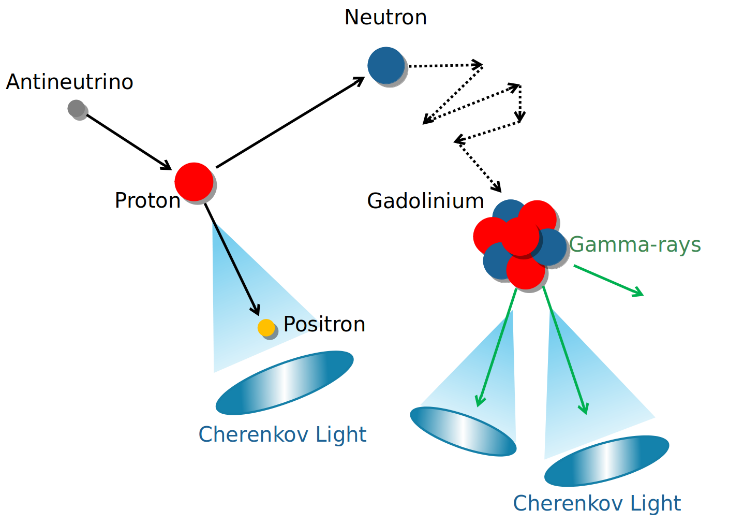 Neutron
Antineutrino
Proton
Gadolinium
Gamma-rays
Positron
Cherenkov Light
Cherenkov Light